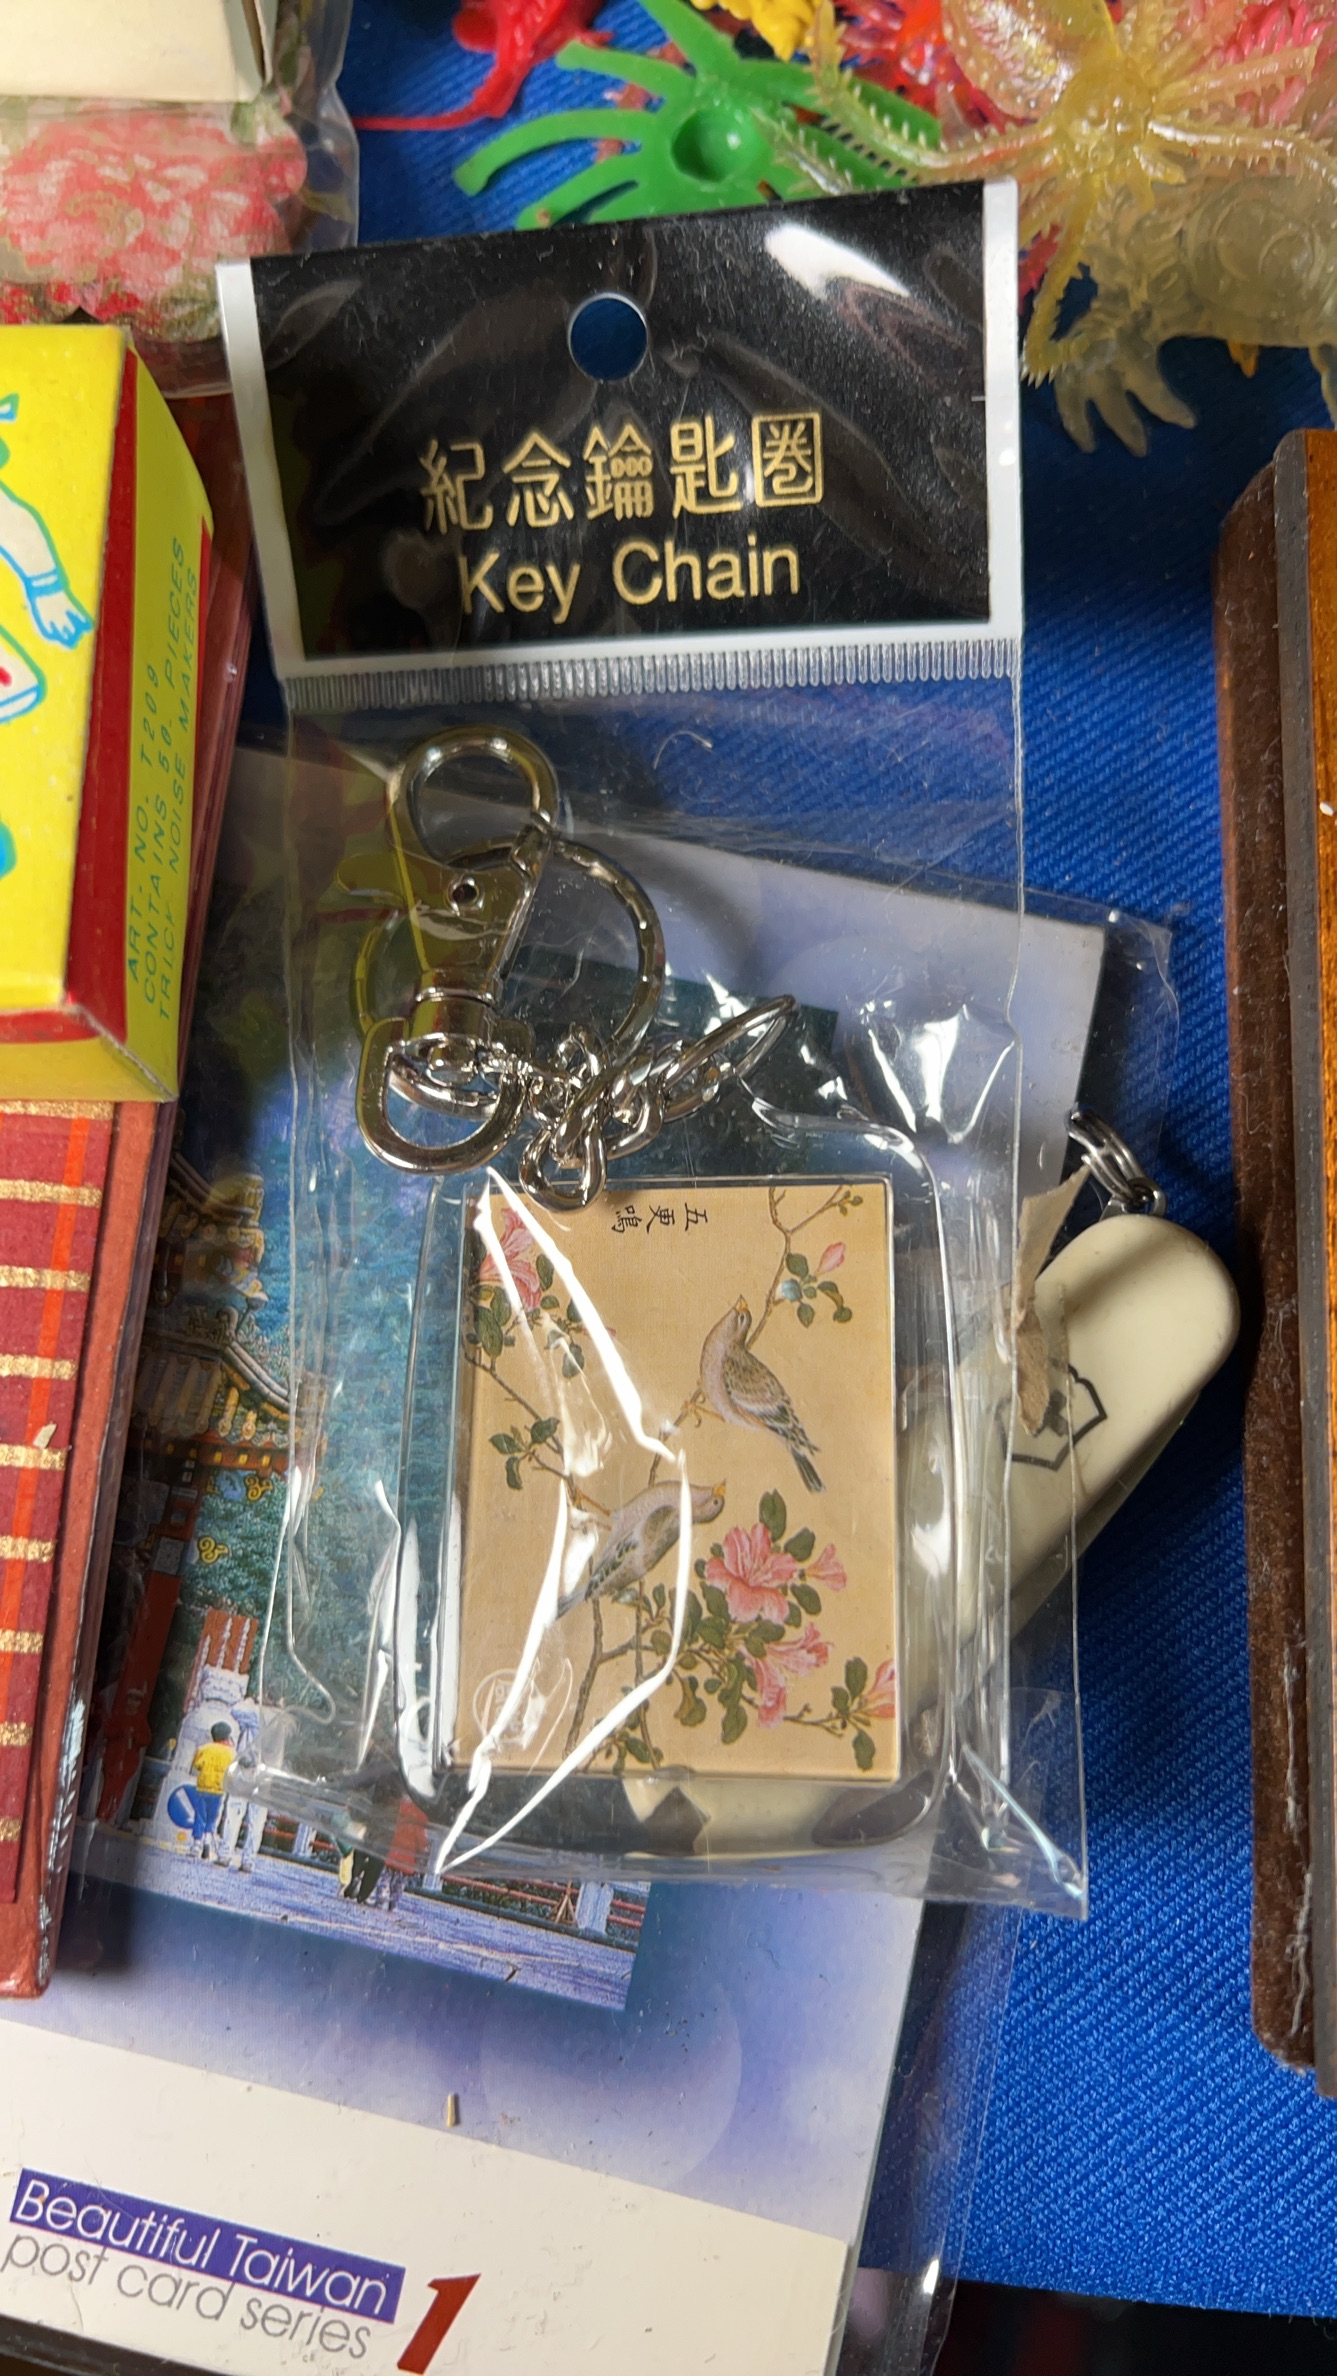 紀念鑰匙圈
Key Chain
五更鳴
ART. NO. T209
CONTAINS 50. PIECES
TRICK NOISE MAKERS
Beautiful Taiwan
post card series
1